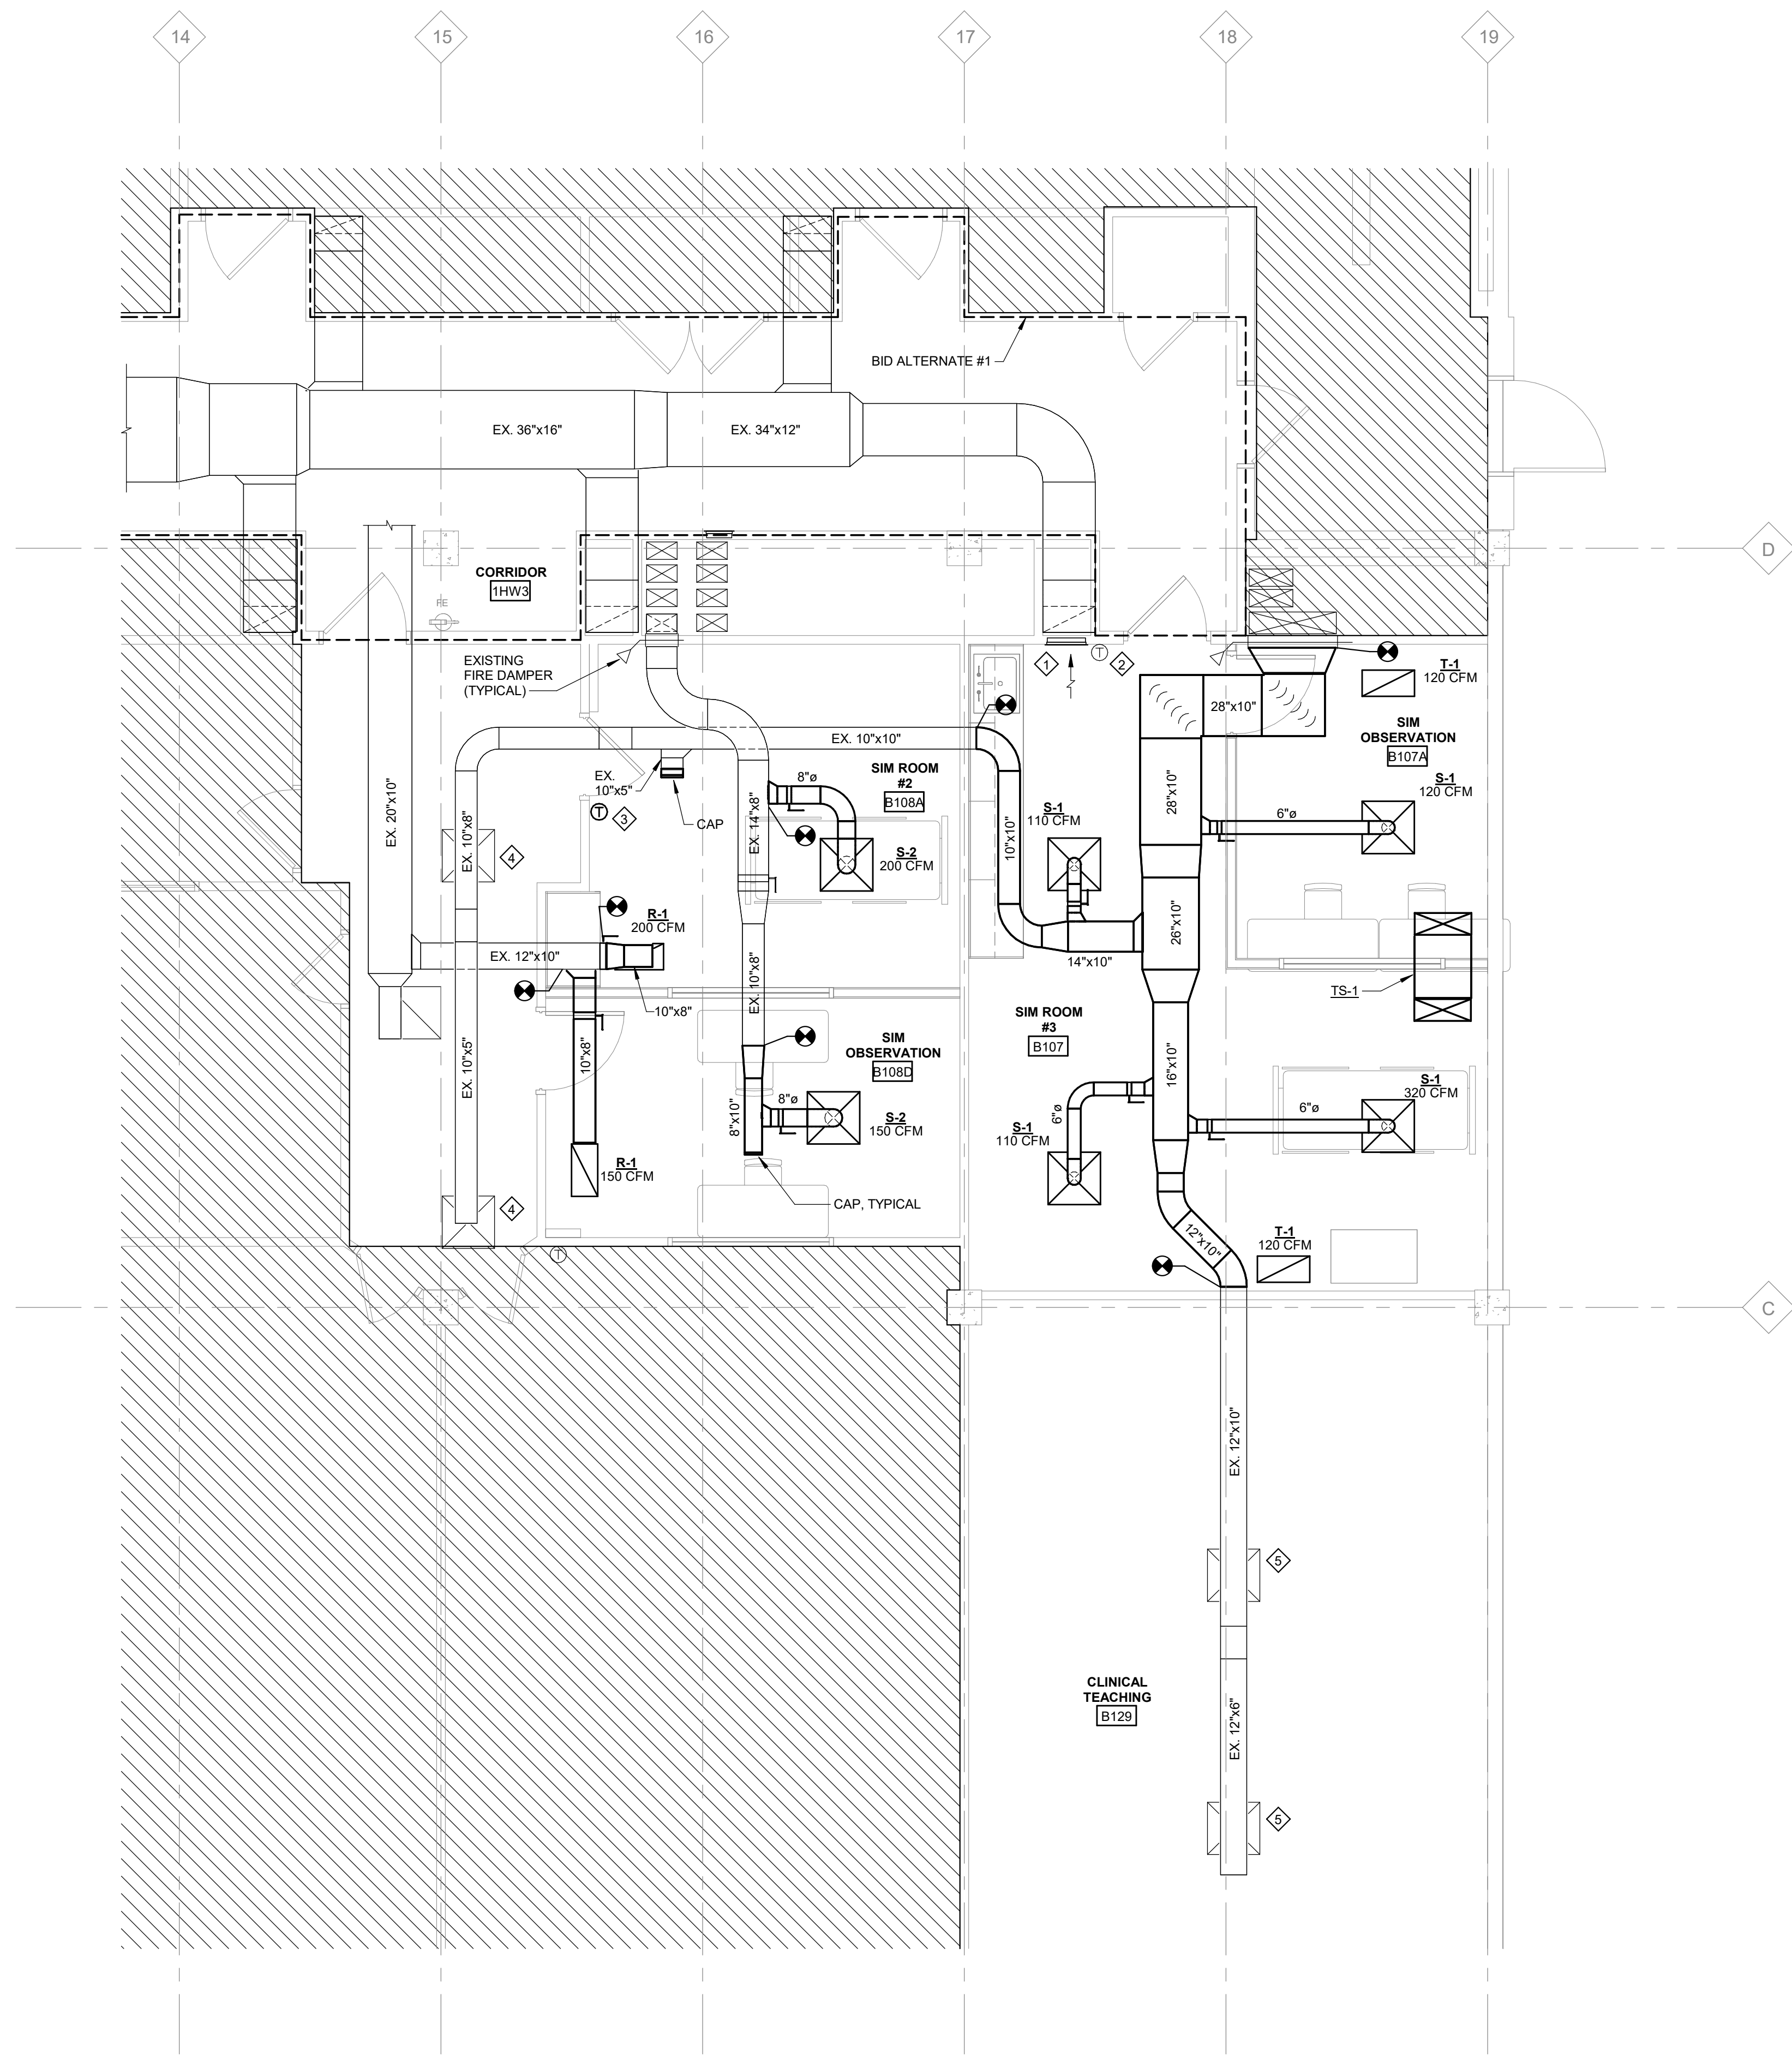 14
15
16
17
18
19
BID ALTERNATE #1
EX. 36"x16"
EX. 34"x12"
D
CORRIDOR
1HW3
FE
EXISTING
FIRE DAMPER
(TYPICAL)
1
T
2
T-1
120 CFM
28"x10"
SIM
OBSERVATION
B107A
EX. 10"x10"
EX.
10"x5"
8"ø
SIM ROOM
#2
B108A
S-1
120 CFM
28"x10"
6"ø
T
3
CAP
EX. 14"x8"
S-1
110 CFM
EX. 20"x10"
EX. 10"x8"
4
S-2
200 CFM
10"x10"
R-1
200 CFM
26"x10"
EX. 12"x10"
14"x10"
EX. 10"x8"
TS-1
10"x8"
SIM ROOM
#3
B107
SIM
OBSERVATION
B108D
EX. 10"x5"
10"x8"
16"x10"
S-1
320 CFM
8"x10"
8"ø
S-2
150 CFM
6"ø
6"ø
S-1
110 CFM
R-1
150 CFM
4
CAP, TYPICAL
12"x10"
T-1
120 CFM
T
C
EX. 12"x10"
5
CLINICAL
TEACHING
B129
EX. 12"x6"
5